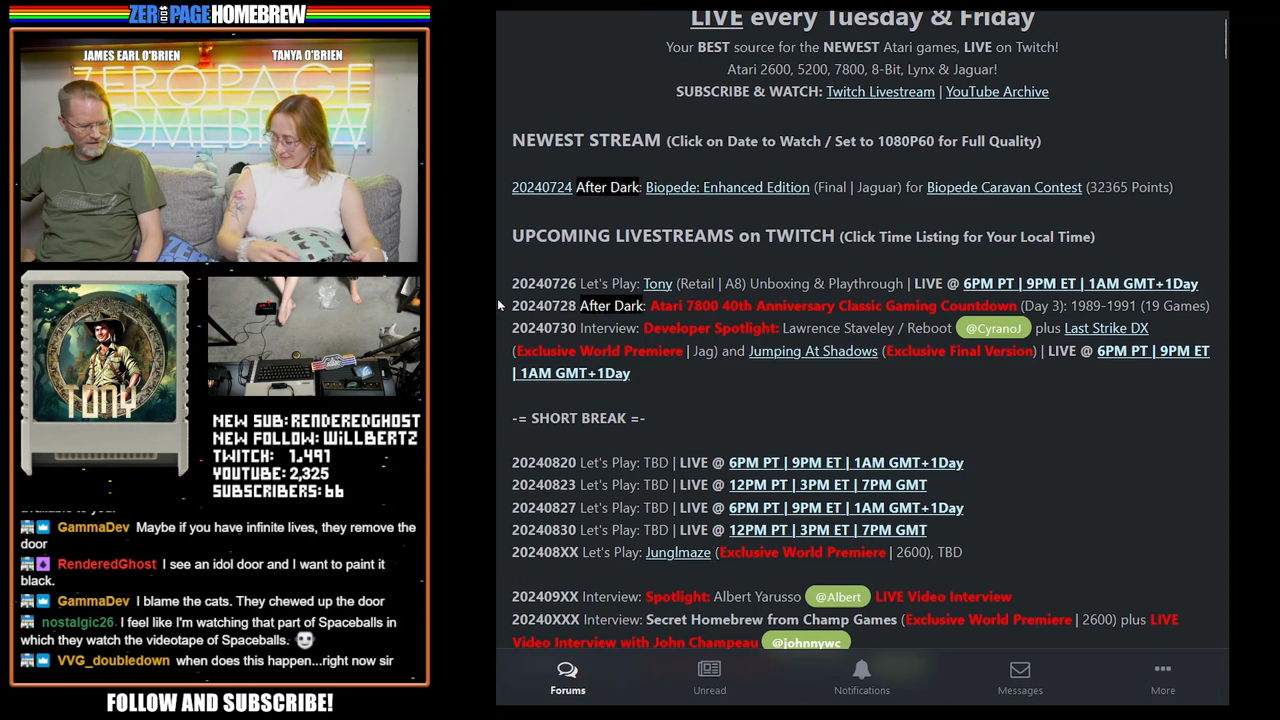 ZERO PAGE HOMEBREW
JAMES EARL O'BRIEN
TANYA O'BRIEN
ZEROPAGE
HOMEBREW
TONY
NEW SUB:RENDEREDGHOST
NEW FOLLOW:WILLBERTZ
TWITCH: 1,491
YOUTUBE: 2,325
SUBSCRIBERS: 66
GammaDev Maybe if you have infinite lives, they remove the
door
RenderedGhost I see an idol door and I want to paint it
black.
GammaDev I blame the cats. They chewed up the door
nostalgic26: I feel like I'm watching that part of Spaceballs in
which they watch the videotape of Spaceballs.
VVG_doubledown when does this happen...right now sir
FOLLOW AND SUBSCRIBE!
LIVE every Tuesday & Friday
Your BEST source for the NEWEST Atari games, LIVE on Twitch!
Atari 2600, 5200, 7800, 8-Bit, Lynx & Jaguar!
SUBSCRIBE & WATCH: Twitch Livestream | YouTube Archive
NEWEST STREAM (Click on Date to Watch / Set to 1080P60 for Full Quality)
20240724 After Dark: Biopede: Enhanced Edition (Final | Jaguar) for Biopede Caravan Contest (32365 Points)
UPCOMING LIVESTREAMS on TWITCH (Click Time Listing for Your Local Time)
20240726 Let's Play: Tony (Retail | A8) Unboxing & Playthrough | LIVE @ 6PM PT | 9PM ET | 1AM GMT+1Day
20240728 After Dark: Atari 7800 40th Anniversary Classic Gaming Countdown (Day 3): 1989-1991 (19 Games)
20240730 Interview: Developer Spotlight: Lawrence Staveley / Reboot @CyranoJ plus Last Strike DX
(Exclusive World Premiere | Jag) and Jumping At Shadows (Exclusive Final Version) | LIVE @ 6PM PT | 9PM ET
| 1AM GMT+1Day
-= SHORT BREAK =-
20240820 Let's Play: TBD | LIVE @ 6PM PT | 9PM ET | 1AM GMT+1Day
20240823 Let's Play: TBD | LIVE @ 12PM PT | 3PM ET | 7PM GMT
20240827 Let's Play: TBD | LIVE @ 6PM PT | 9PM ET | 1AM GMT+1Day
20240830 Let's Play: TBD | LIVE @ 12PM PT | 3PM ET | 7PM GMT
202408XX Let's Play: Junglmaze (Exclusive World Premiere | 2600), TBD
202409XX Interview: Spotlight: Albert Yarusso @Albert LIVE Video Interview
20240XXX Interview: Secret Homebrew from Champ Games (Exclusive World Premiere | 2600) plus LIVE
Video Interview with John Champeau @johnnywc
Forums
Unread
Notifications
Messages
More